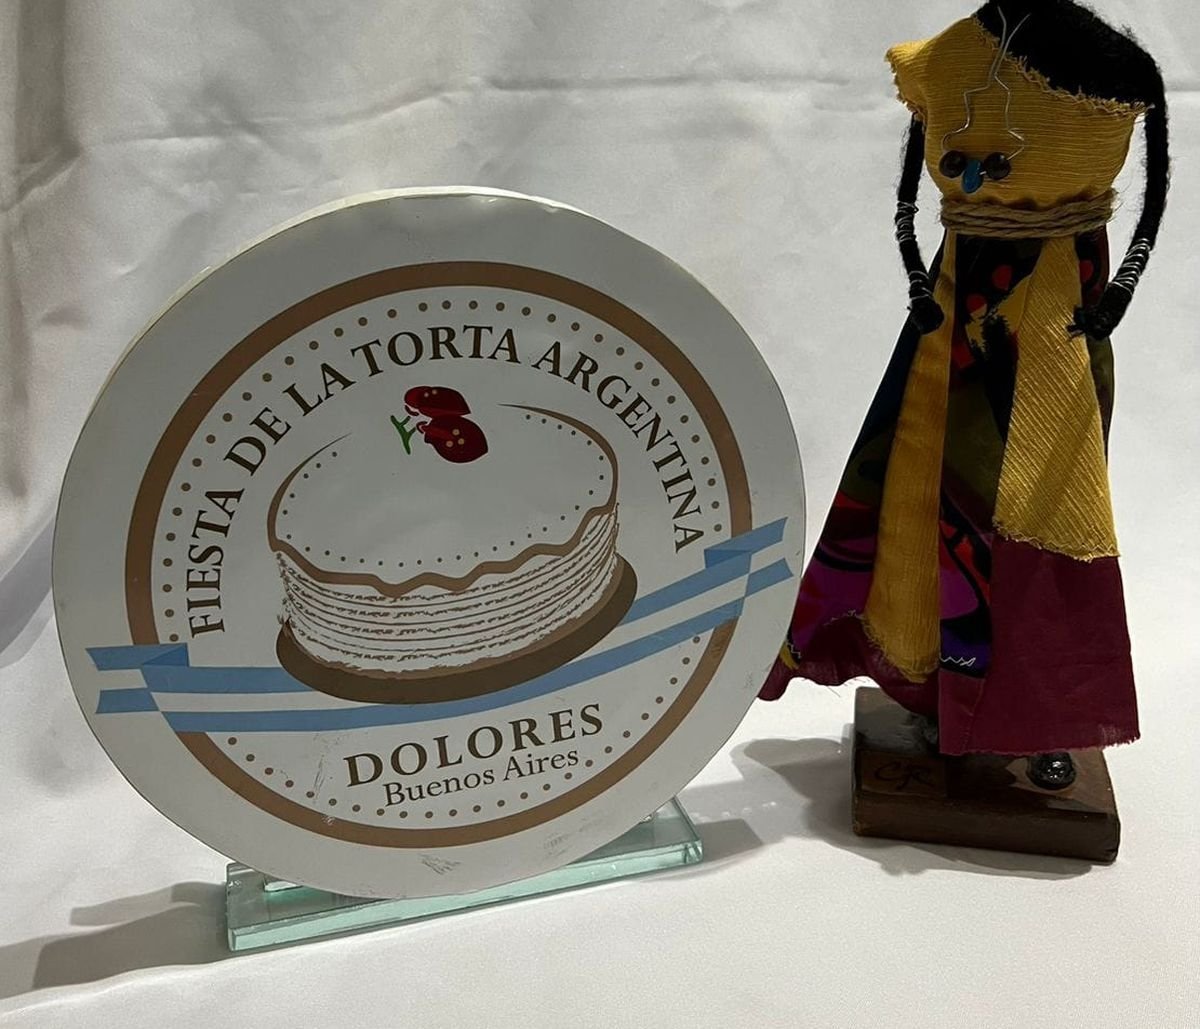 FIESTA DE LA TORTA ARGENTINA
DOLORES
Buenos Aires